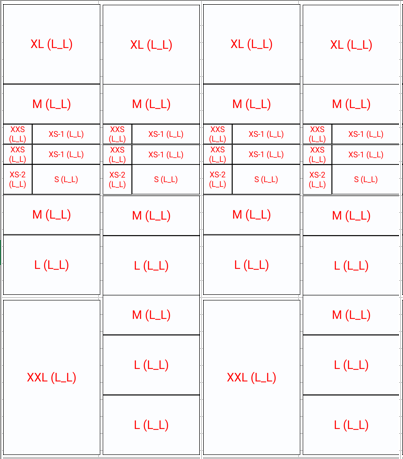 XL (L_L) XL (L_L) XL (L_L) XL (L_L)
M (L_L) M (L_L) M (L_L) M (L_L)
XXS (L_L) XS-1 (L_L) XXS (L_L) XS-1 (L_L) XXS (L_L) XS-1 (L_L) XXS (L_L) XS-1 (L_L)
XXS (L_L) XS-1 (L_L) XXS (L_L) XS-1 (L_L) XXS (L_L) XS-1 (L_L) XXS (L_L) XS-1 (L_L)
XS-2 (L_L) S (L_L) XS-2 (L_L) S (L_L) XS-2 (L_L) S (L_L) XS-2 (L_L) S (L_L)
M (L_L) M (L_L) M (L_L) M (L_L)
L (L_L) L (L_L) L (L_L) L (L_L)
M (L_L) M (L_L)
XXL (L_L) L (L_L) XXL (L_L) L (L_L)
L (L_L) L (L_L)